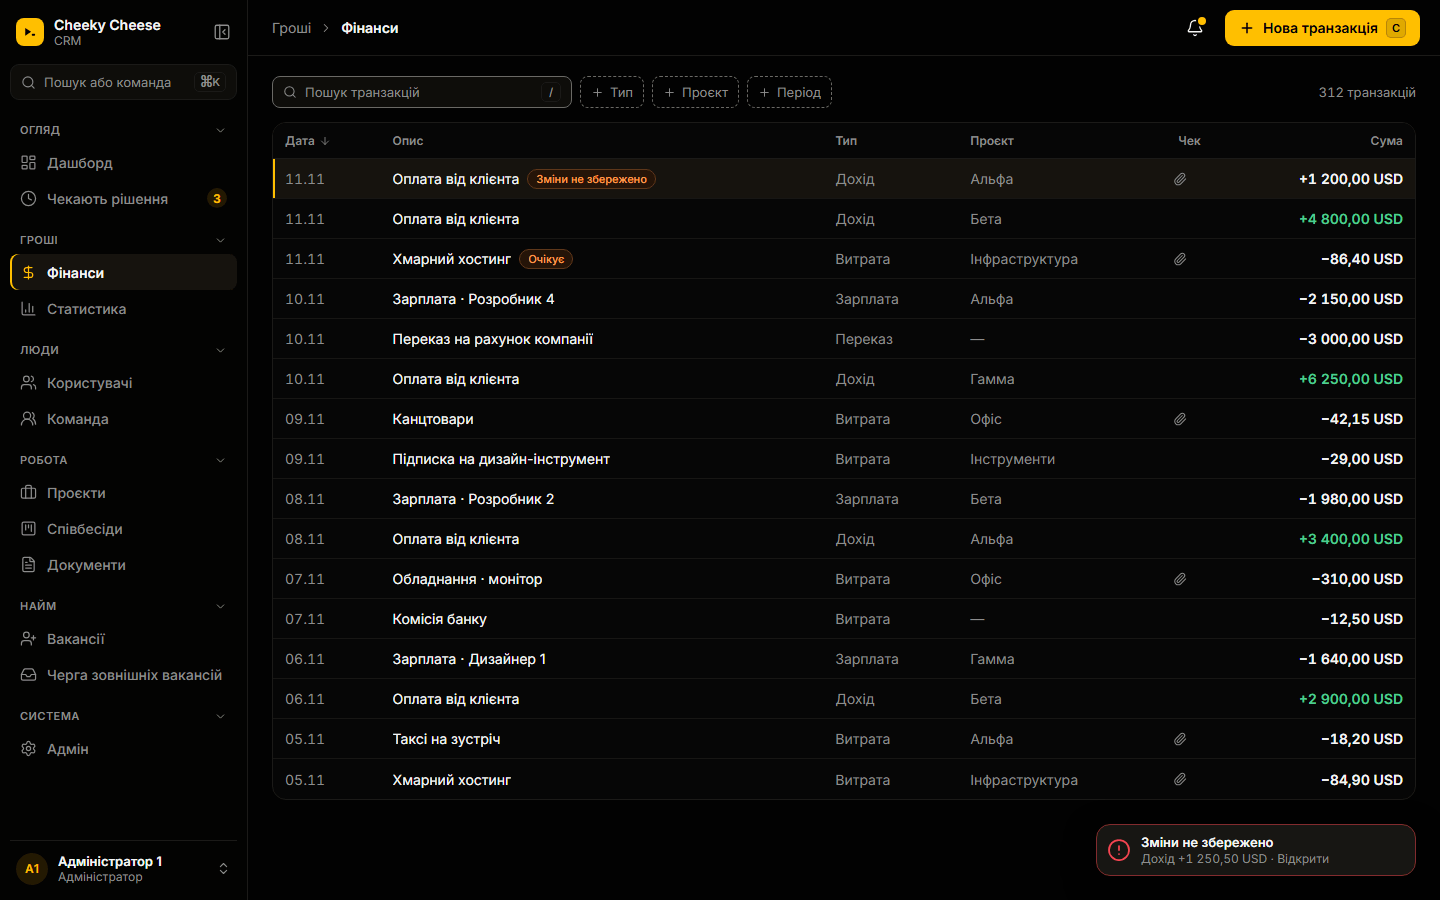 Cheeky Cheese
CRM
Пошук або команда ⌘K
ОГЛЯД
Дашборд
Чекають рішення 3
ГРОШІ
Фінанси
Статистика
ЛЮДИ
Користувачі
Команда
РОБОТА
Проєкти
Співбесіди
Документи
НАЙМ
Вакансії
Черга зовнішніх вакансій
СИСТЕМА
Адмін
A1 Адміністратор 1
Адміністратор
Гроші Фінанси
Нова транзакція C
Пошук транзакцій / Тип Проєкт Період 312 транзакцій
Дата Опис Тип Проєкт Чек Сума
11.11 Оплата від клієнта Зміни не збережено Дохід Альфа +1 200,00 USD
11.11 Оплата від клієнта Дохід Бета +4 800,00 USD
11.11 Хмарний хостинг Очікує Витрата Інфраструктура −86,40 USD
10.11 Зарплата · Розробник 4 Зарплата Альфа −2 150,00 USD
10.11 Переказ на рахунок компанії Переказ — −3 000,00 USD
10.11 Оплата від клієнта Дохід Гамма +6 250,00 USD
09.11 Канцтовари Витрата Офіс −42,15 USD
09.11 Підписка на дизайн-інструмент Витрата Інструменти −29,00 USD
08.11 Зарплата · Розробник 2 Зарплата Бета −1 980,00 USD
08.11 Оплата від клієнта Дохід Альфа +3 400,00 USD
07.11 Обладнання · монітор Витрата Офіс −310,00 USD
07.11 Комісія банку Витрата — −12,50 USD
06.11 Зарплата · Дизайнер 1 Зарплата Гамма −1 640,00 USD
06.11 Оплата від клієнта Дохід Бета +2 900,00 USD
05.11 Таксі на зустріч Витрата Альфа −18,20 USD
05.11 Хмарний хостинг Витрата Інфраструктура −84,90 USD
Зміни не збережено
Дохід +1 250,50 USD · Відкрити